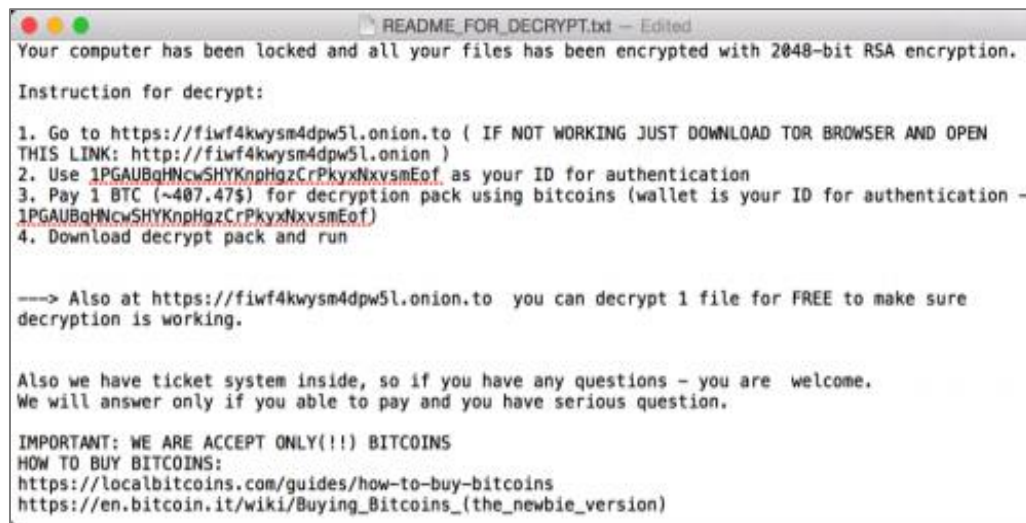 README_FOR_DECRYPT.txt — Edited
Your computer has been locked and all your files has been encrypted with 2048-bit RSA encryption.
Instruction for decrypt:
1. Go to https://fiwf4kwysm4dpw5l.onion.to ( IF NOT WORKING JUST DOWNLOAD TOR BROWSER AND OPEN
THIS LINK: http://fiwf4kwysm4dpw5l.onion )
2. Use 1PGAUBqHNcwSHYKnpHgzCrPkyxNxvsmEof as your ID for authentication
3. Pay 1 BTC (~407.47$) for decryption pack using bitcoins (wallet is your ID for authentication -
1PGAUBqHNcwSHYKnpHgzCrPkyxNxvsmEof)
4. Download decrypt pack and run
---> Also at https://fiwf4kwysm4dpw5l.onion.to  you can decrypt 1 file for FREE to make sure
decryption is working.
Also we have ticket system inside, so if you have any questions - you are  welcome.
We will answer only if you able to pay and you have serious question.
IMPORTANT: WE ARE ACCEPT ONLY(!!) BITCOINS
HOW TO BUY BITCOINS:
https://localbitcoins.com/guides/how-to-buy-bitcoins
https://en.bitcoin.it/wiki/Buying_Bitcoins_(the_newbie_version)